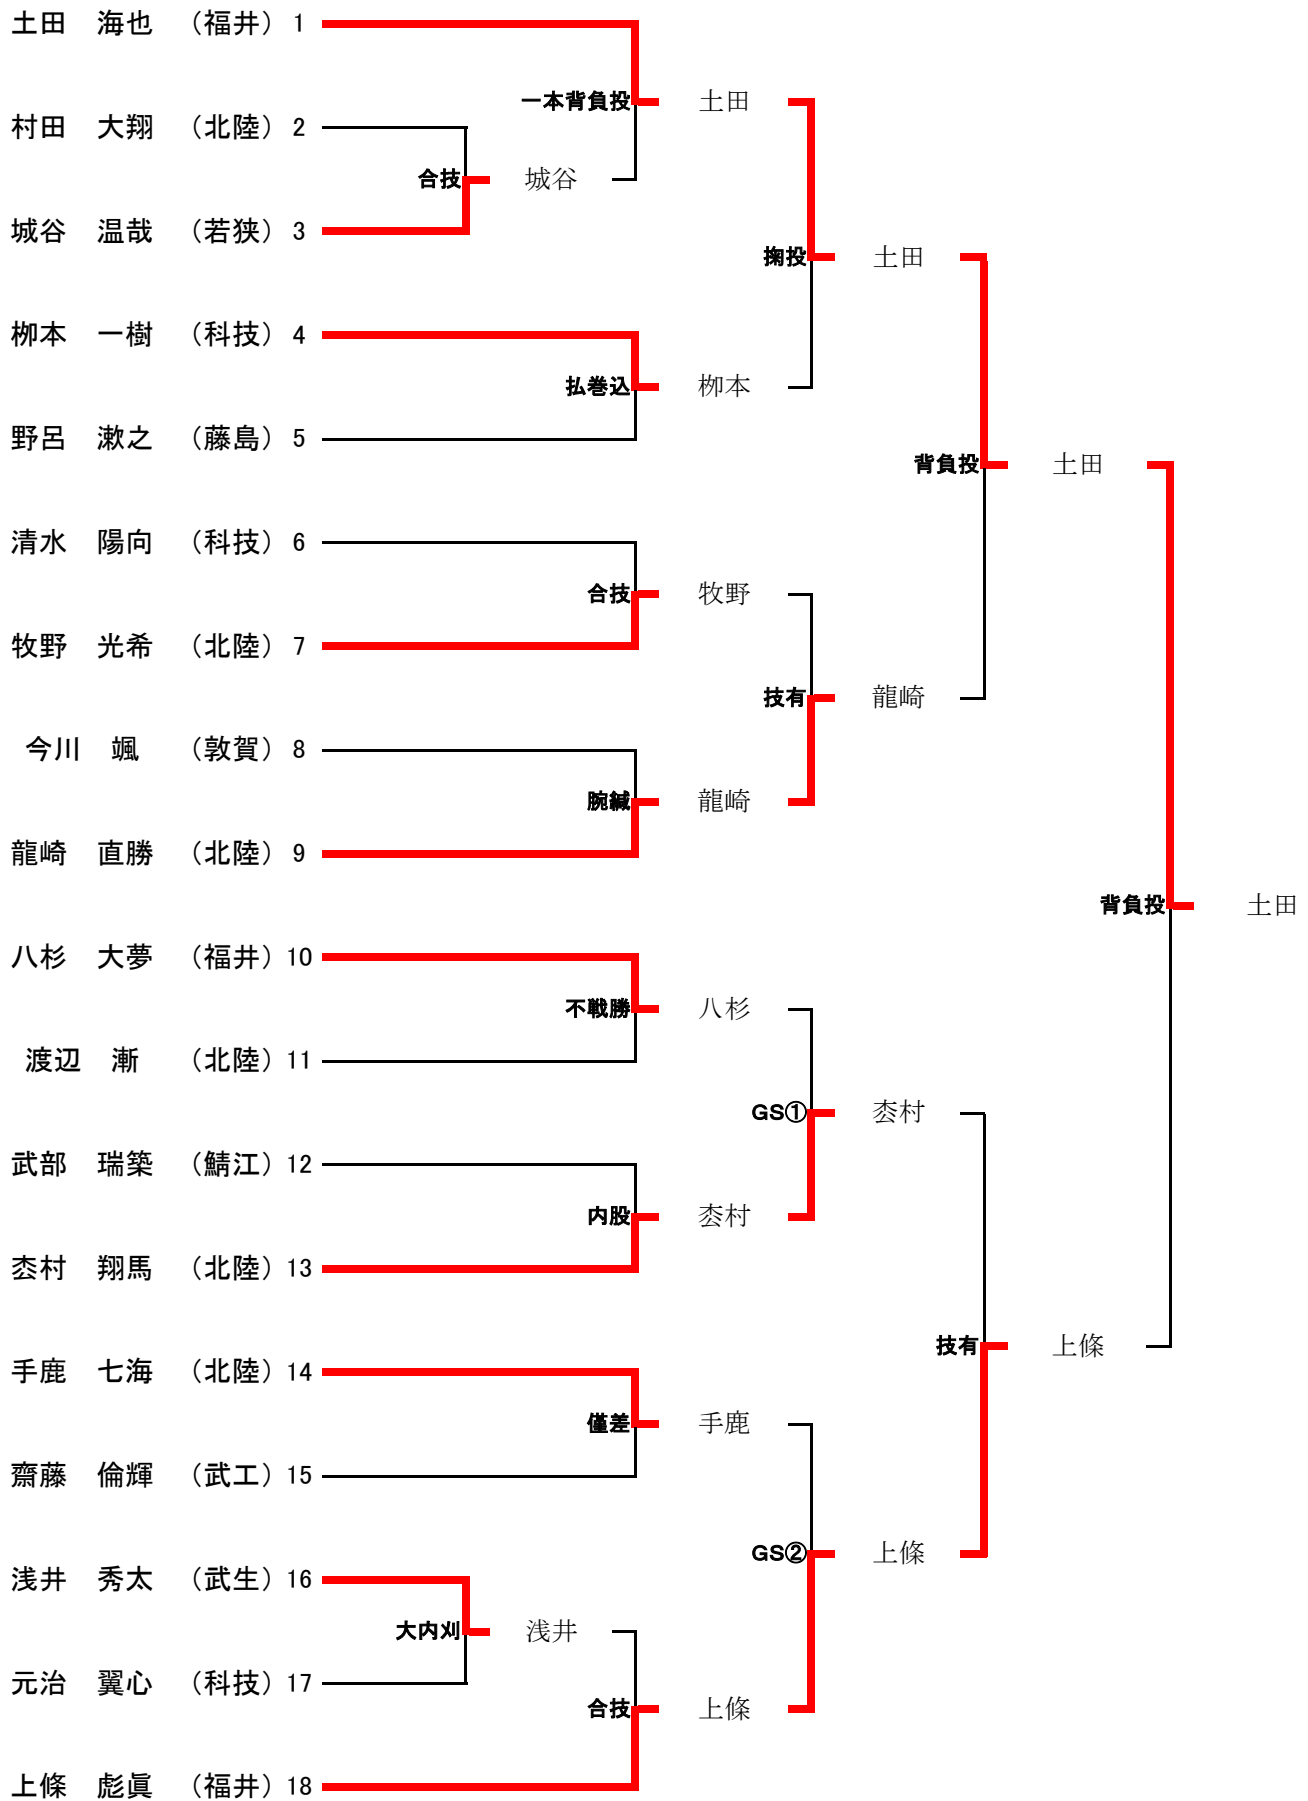 土田　海也　（福井） 1
一本背負投　土田
村田　大翔　（北陸） 2
合技　城谷
城谷　温哉　（若狭） 3
掬投　土田
栁本　一樹　（科技） 4
払巻込　栁本
野呂　漱之　（藤島） 5
背負投　土田
清水　陽向　（科技） 6
合技　牧野
牧野　光希　（北陸） 7
技有　龍崎
今川　颯　（敦賀） 8
腕緘　龍崎
龍崎　直勝　（北陸） 9
背負投　土田
八杉　大夢　（福井） 10
不戦勝　八杉
渡辺　漸　（北陸） 11
GS①　枩村
武部　瑞築　（鯖江） 12
内股　枩村
枩村　翔馬　（北陸） 13
技有　上條
手鹿　七海　（北陸） 14
僅差　手鹿
齋藤　倫輝　（武工） 15
GS②　上條
浅井　秀太　（武生） 16
大内刈　浅井
元治　翼心　（科技） 17
合技　上條
上條　彪眞　（福井） 18